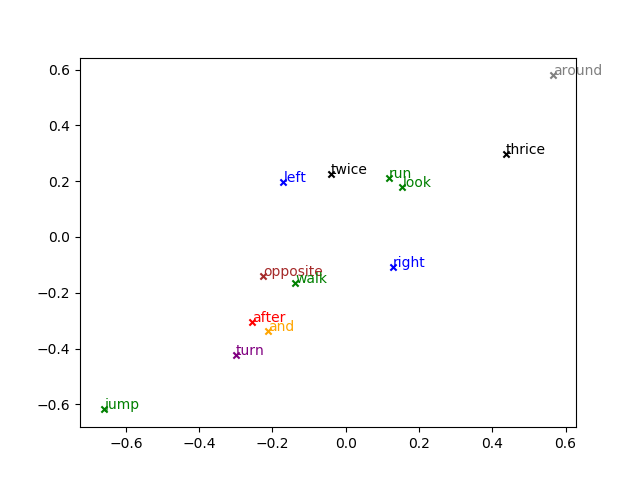 around
0.6
0.4
thrice
twice
run
left
look
0.2
0.0
right
opposite
walk
−0.2
after
and
turn
−0.4
jump
−0.6
−0.6 −0.4 −0.2 0.0 0.2 0.4 0.6